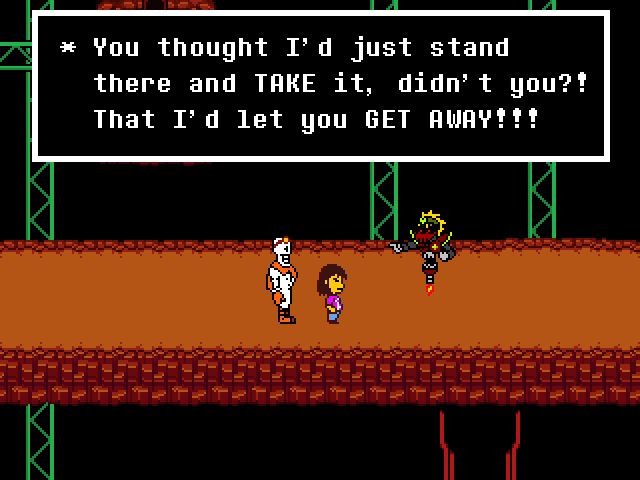 * You thought I'd just stand
there and TAKE it, didn't you?!
That I'd let you GET AWAY!!!